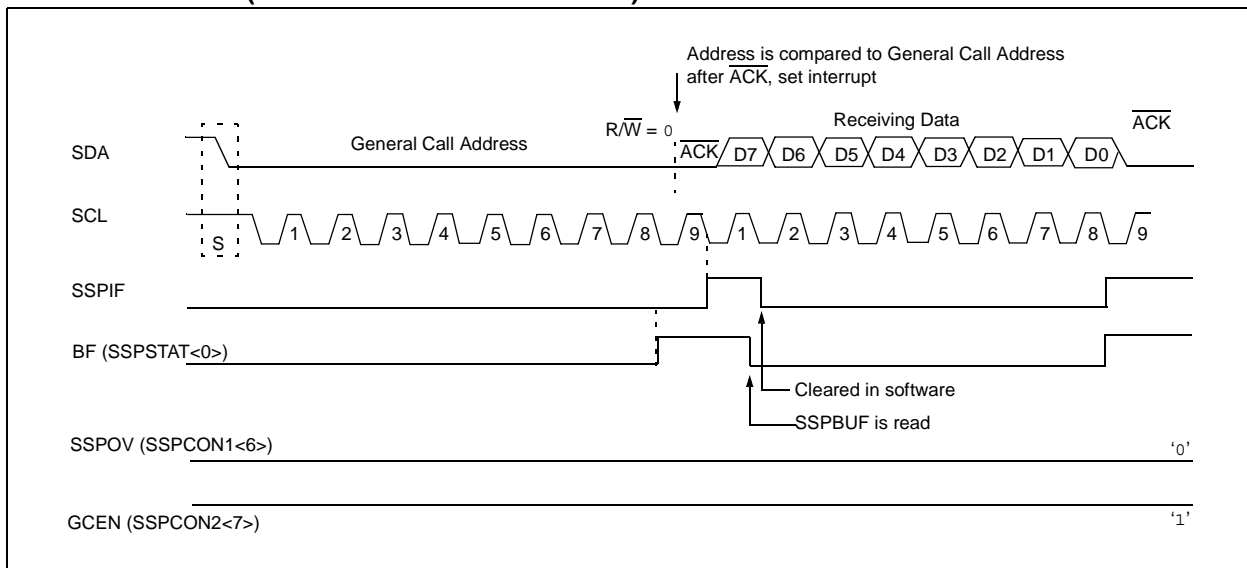 Address is compared to General Call Address
after ACK, set interrupt
R/W = 0
Receiving Data
ACK
SDA
General Call Address
ACK
D7 D6 D5 D4 D3 D2 D1 D0
SCL
S
1 2 3 4 5 6 7 8 9 1 2 3 4 5 6 7 8 9
SSPIF
BF (SSPSTAT<0>)
Cleared in software
SSPBUF is read
SSPOV (SSPCON1<6>)
‘0’
GCEN (SSPCON2<7>)
‘1’